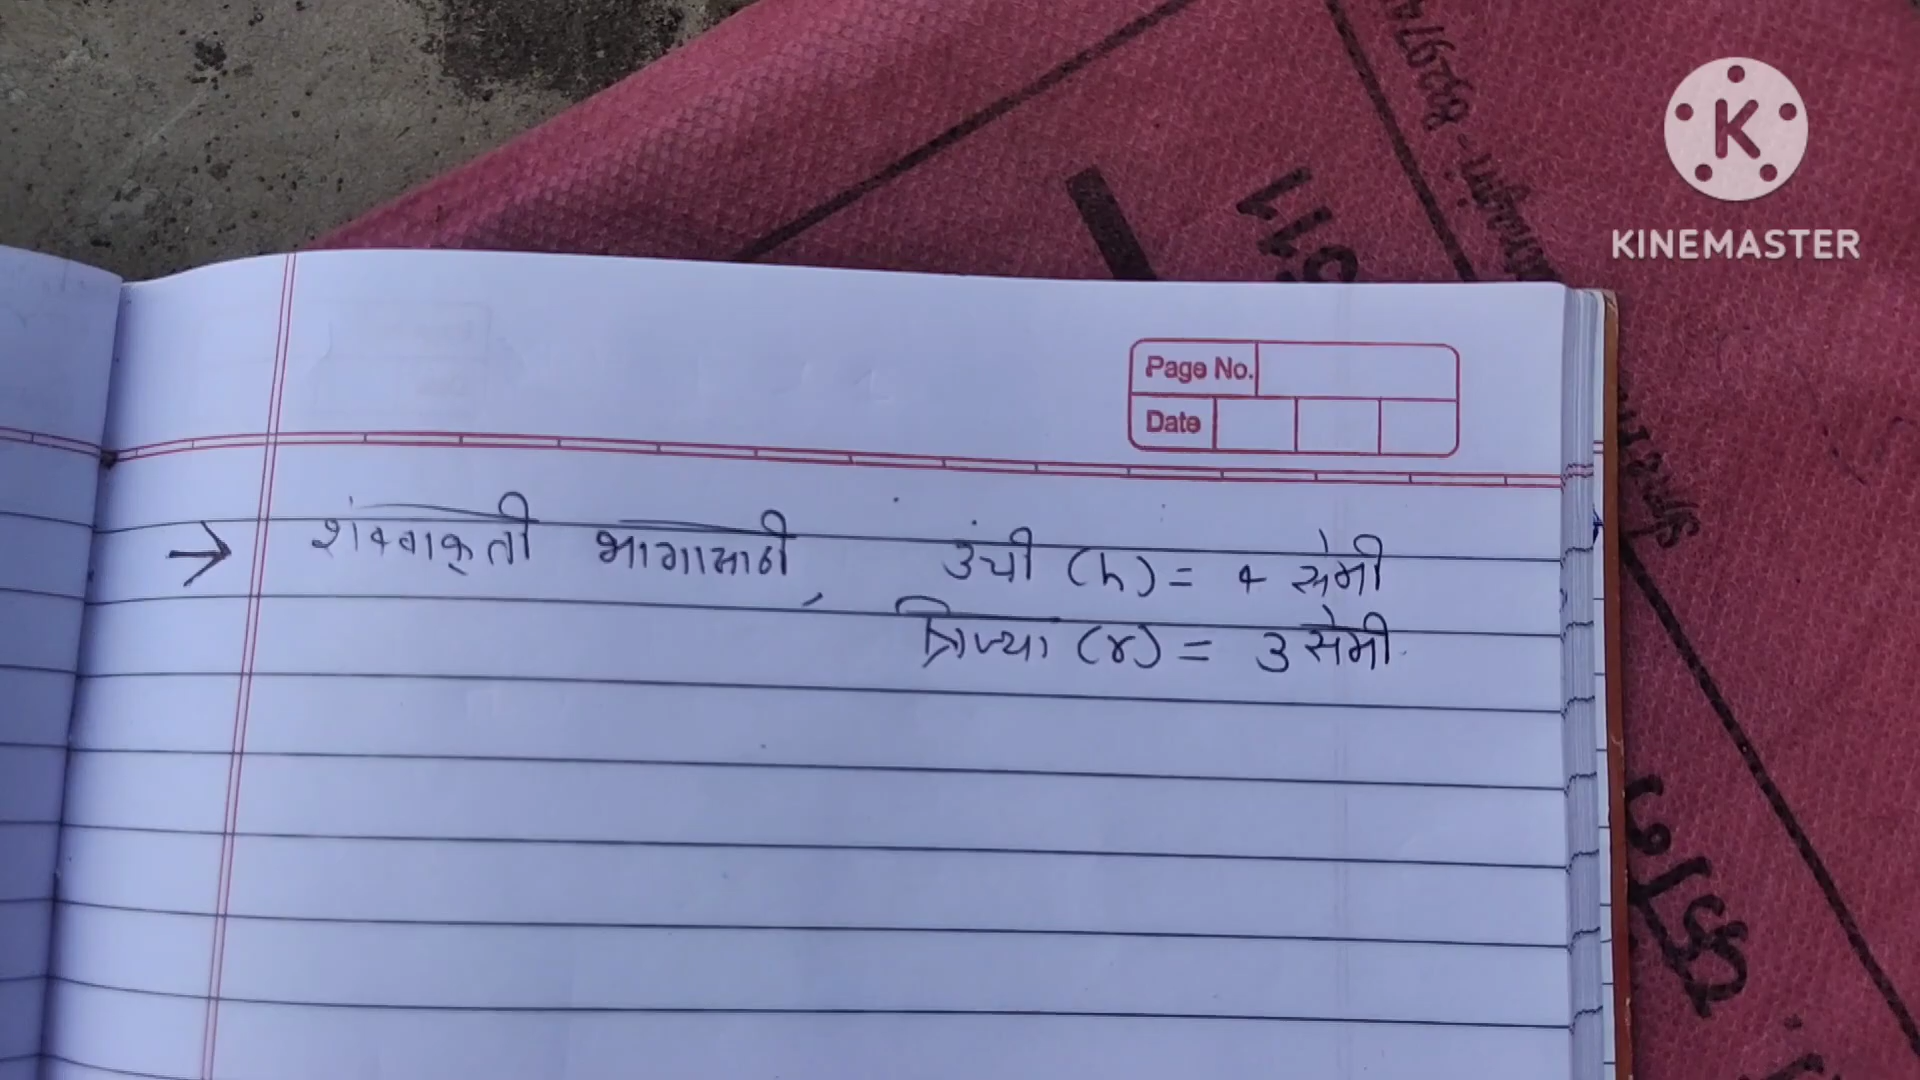 KINEMASTER
Page No.
Date
→ शंक्वाकृती भागासाठी, उंची (h) = 4 सेमी
त्रिज्या (r) = 3 सेमी